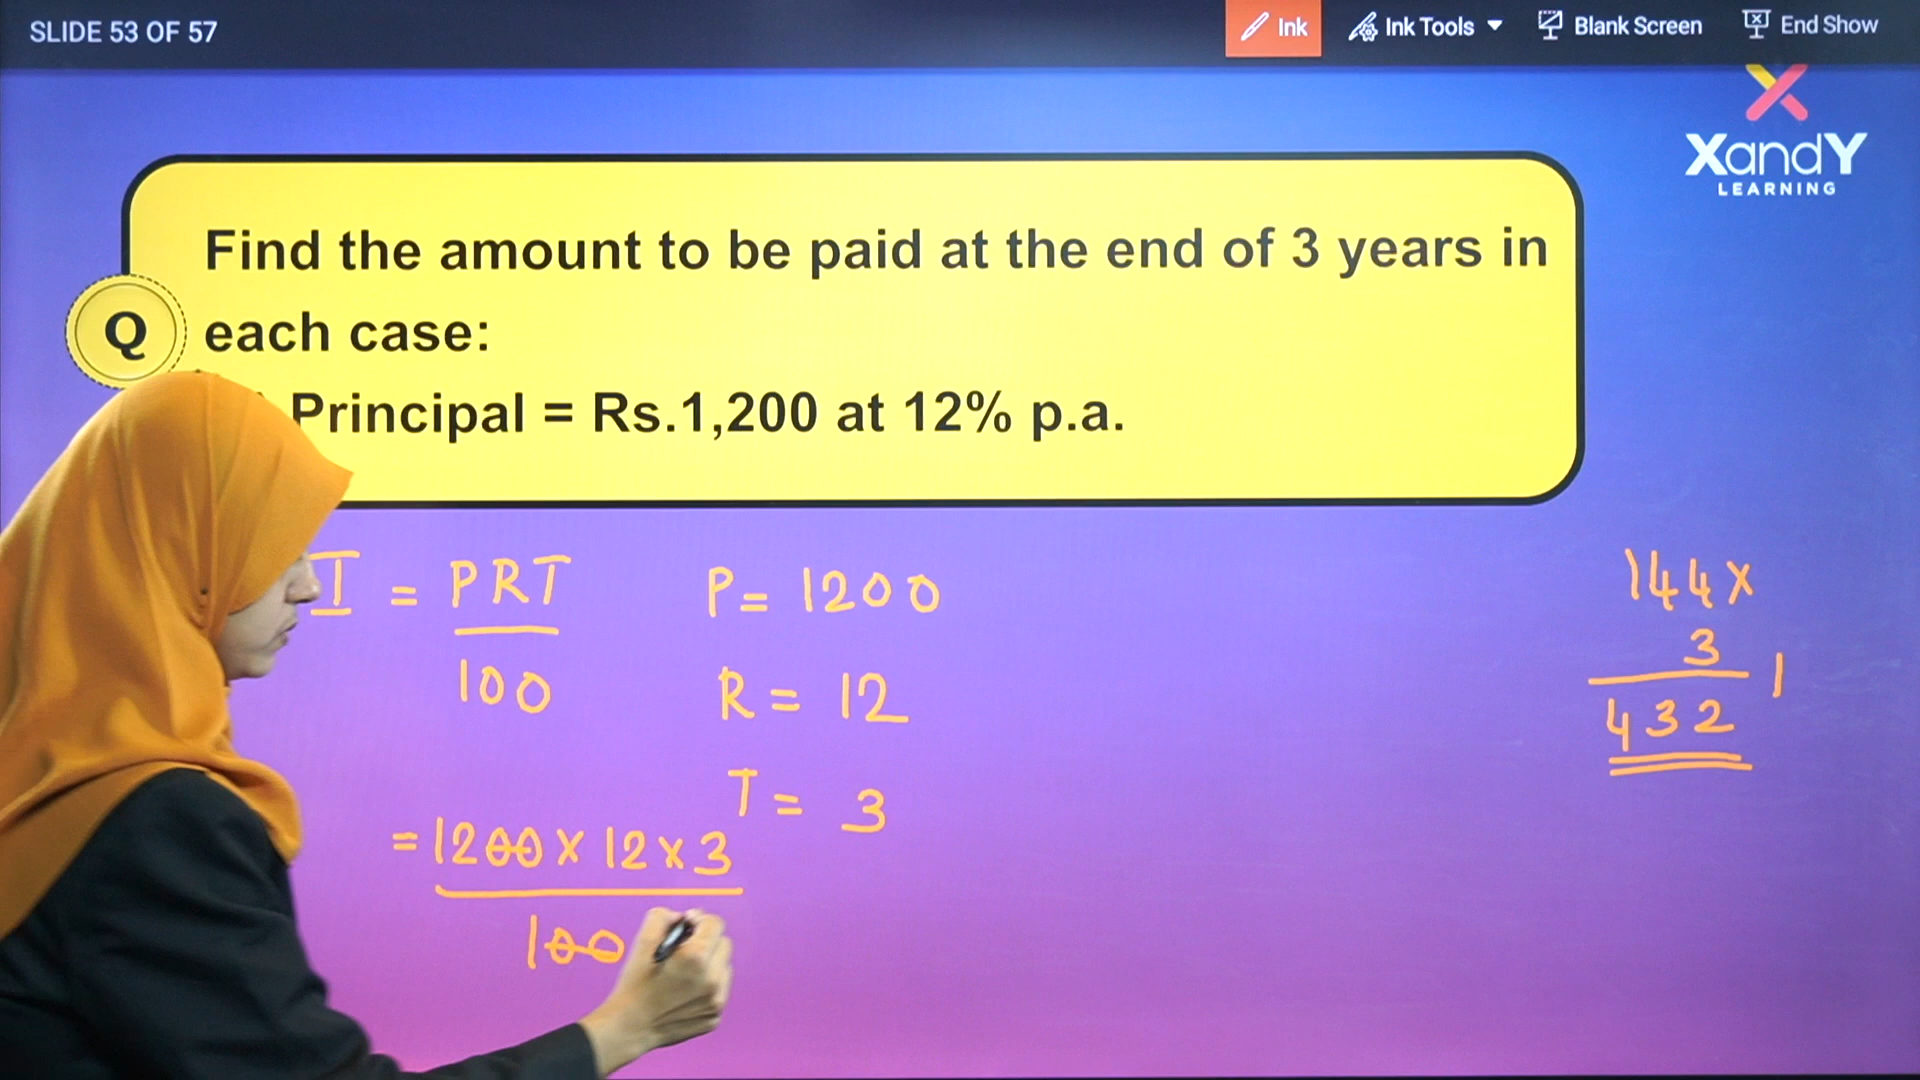 SLIDE 53 OF 57
Ink
Ink Tools
Blank Screen
End Show
XandY
LEARNING
Find the amount to be paid at the end of 3 years in
Q
each case:
Principal = Rs.1,200 at 12% p.a.
I = PRT
100
P = 1200
R = 12
T = 3
= 1200 x 12 x 3
100
144 x
3
432